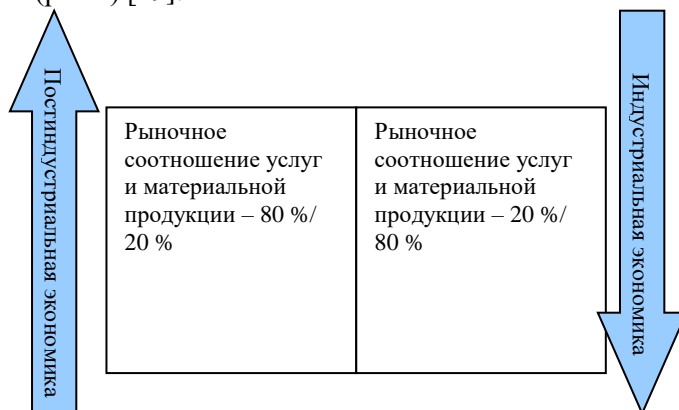 Постиндустриальная экономика
Рыночное
соотношение услуг
и материальной
продукции – 80 %/
20 %
Рыночное
соотношение услуг
и материальной
продукции – 20 %/
80 %
Индустриальная экономика